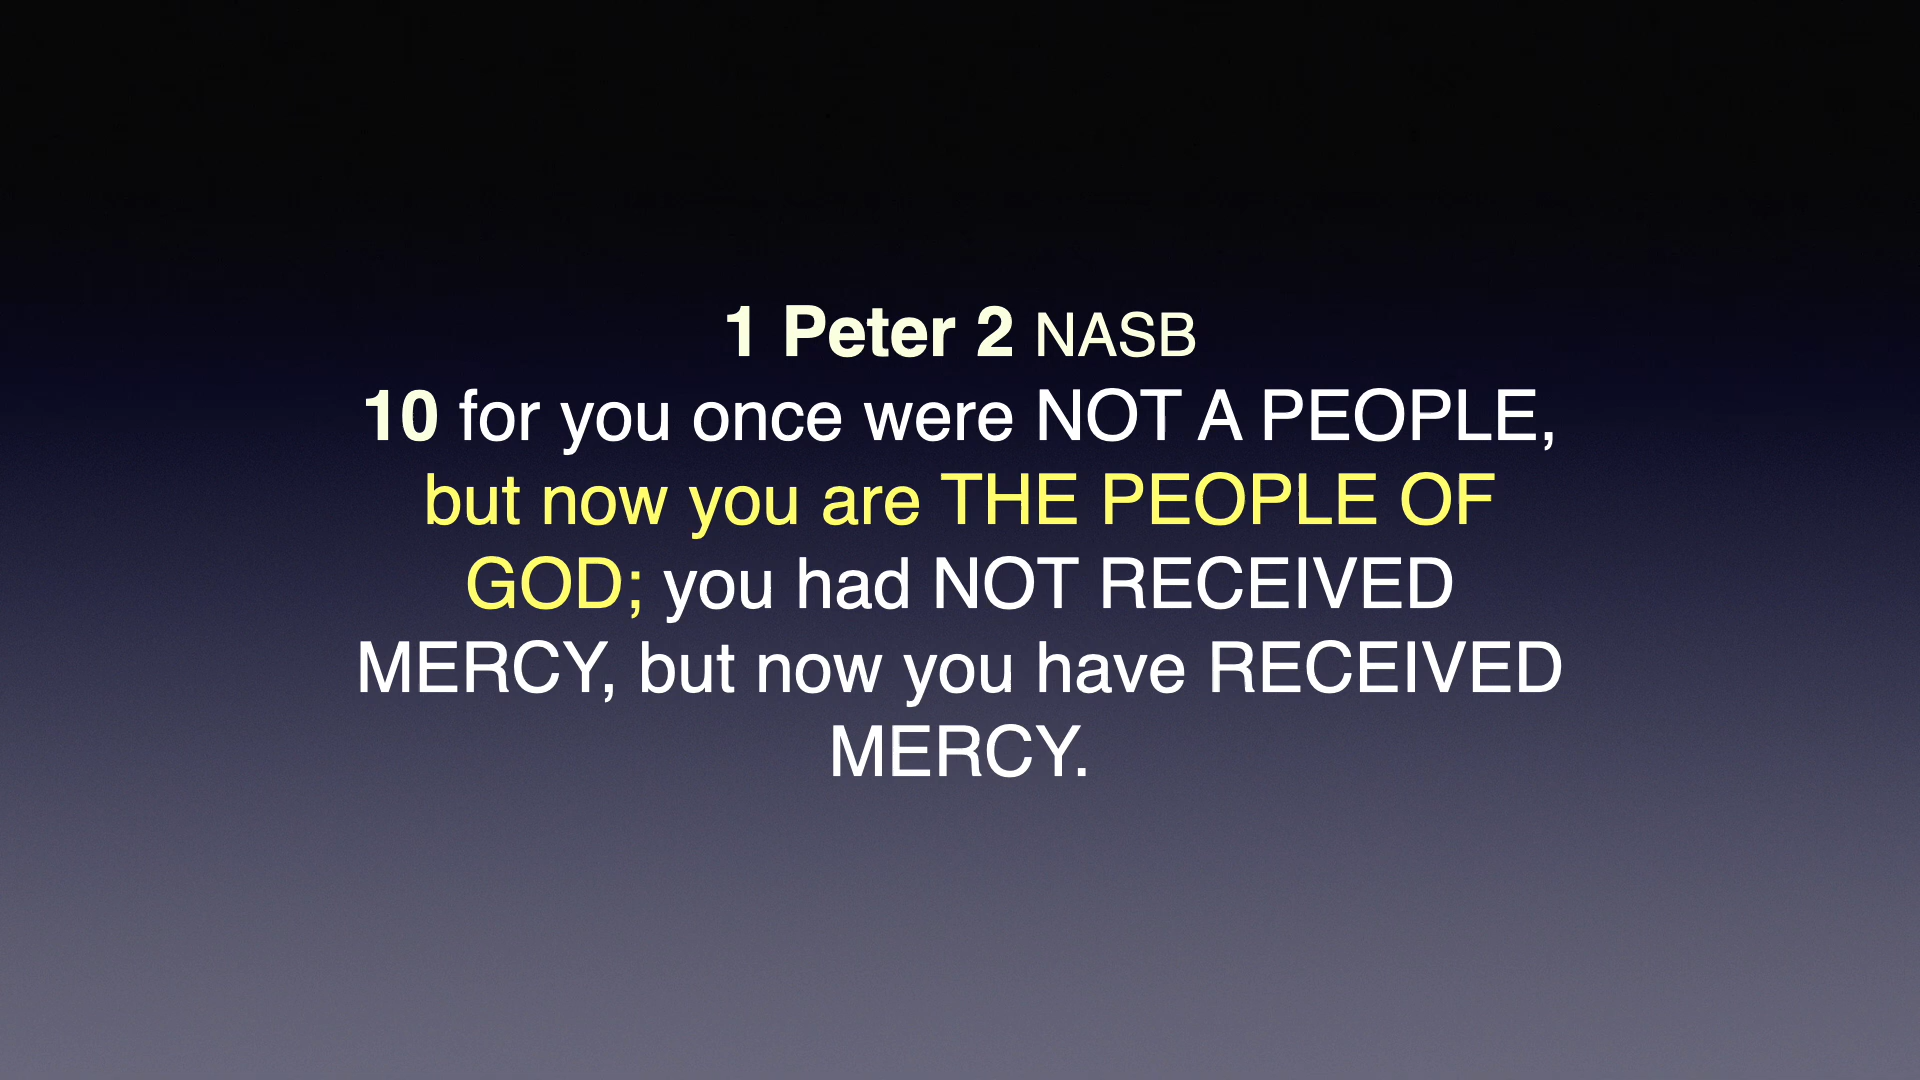 1 Peter 2 NASB
10 for you once were NOT A PEOPLE,
but now you are THE PEOPLE OF
GOD; you had NOT RECEIVED
MERCY, but now you have RECEIVED
MERCY.